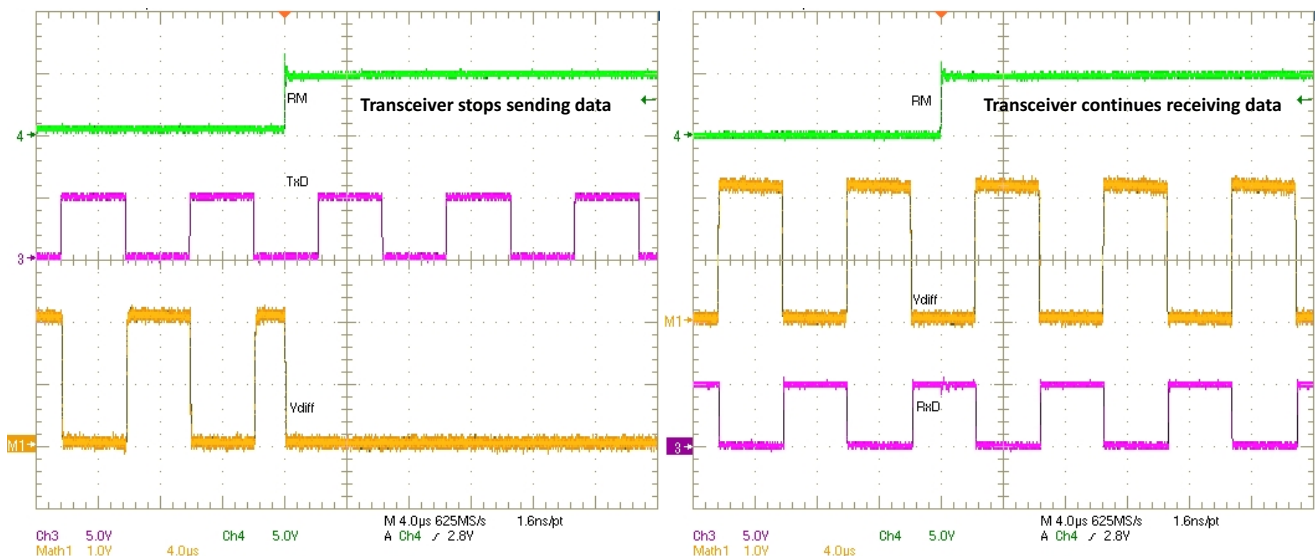 RM
Transceiver stops sending data
4
TxD
3
Vdiff
M1
M 4.0µs 625MS/s 1.6ns/pt
Ch3 5.0V Ch4 5.0V A Ch4 / 2.8V
Math1 1.0V 4.0µs
RM
Transceiver continues receiving data
4
Vdiff
M1
RxD
3
M 4.0µs 625MS/s 1.6ns/pt
Ch3 5.0V Ch4 5.0V A Ch4 / 2.8V
Math1 1.0V 4.0µs